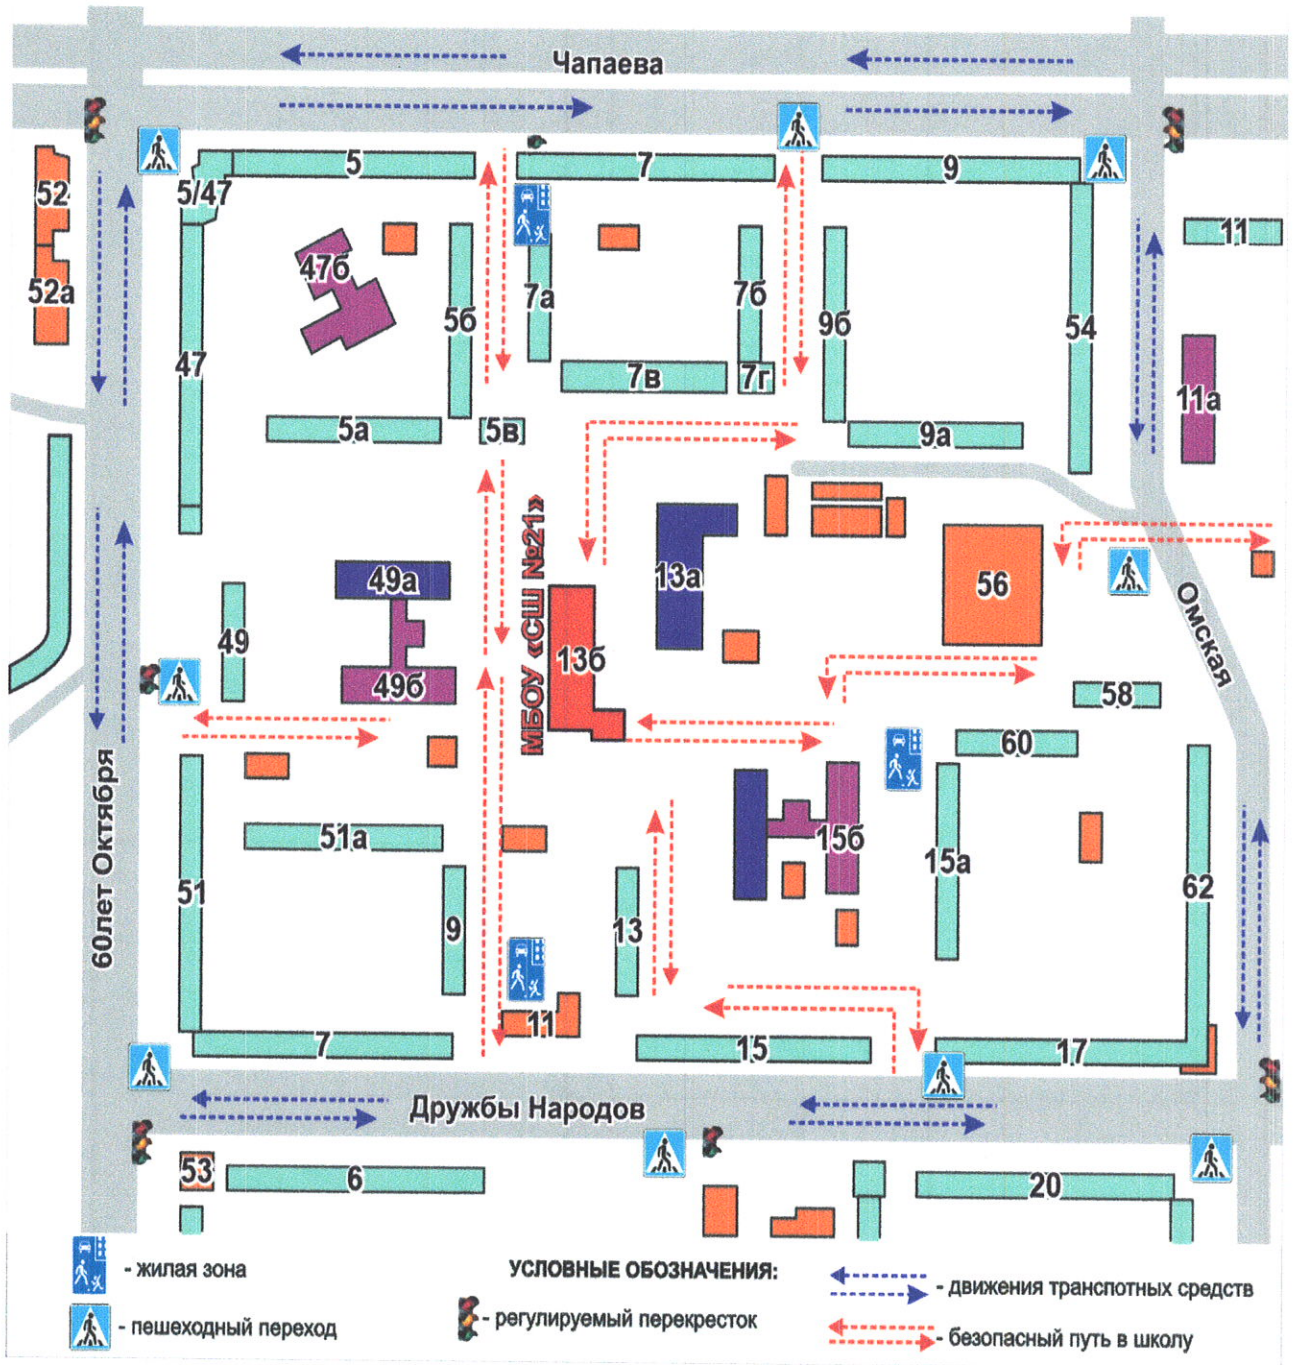 Чапаева
5
7
9
52
5/47
11
47б
52а
7а
7б
5б
9б
54
47
7в
7г
11а
5а
5в
9а
МБОУ «СШ №21»
49а
13а
56
Омская
49
13б
49б
58
60
60лет Октября
51а
15б
15а
51
62
9
13
11
7
15
17
Дружбы Народов
53
6
20
- жилая зона
УСЛОВНЫЕ ОБОЗНАЧЕНИЯ:
- движения транспотных средств
- пешеходный переход
- регулируемый перекресток
- безопасный путь в школу